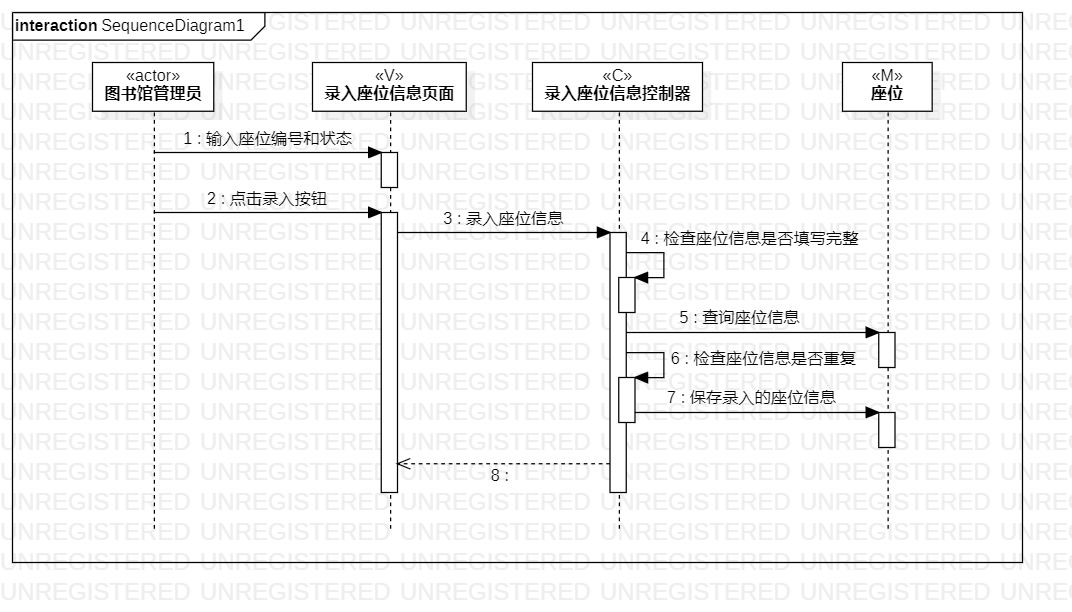 interaction SequenceDiagram1
«actor»
图书馆管理员
«V»
录入座位信息页面
«C»
录入座位信息控制器
«M»
座位
1 : 输入座位编号和状态
2 : 点击录入按钮
3 : 录入座位信息
4 : 检查座位信息是否填写完整
5 : 查询座位信息
6 : 检查座位信息是否重复
7 : 保存录入的座位信息
8 :
UNREGISTERED